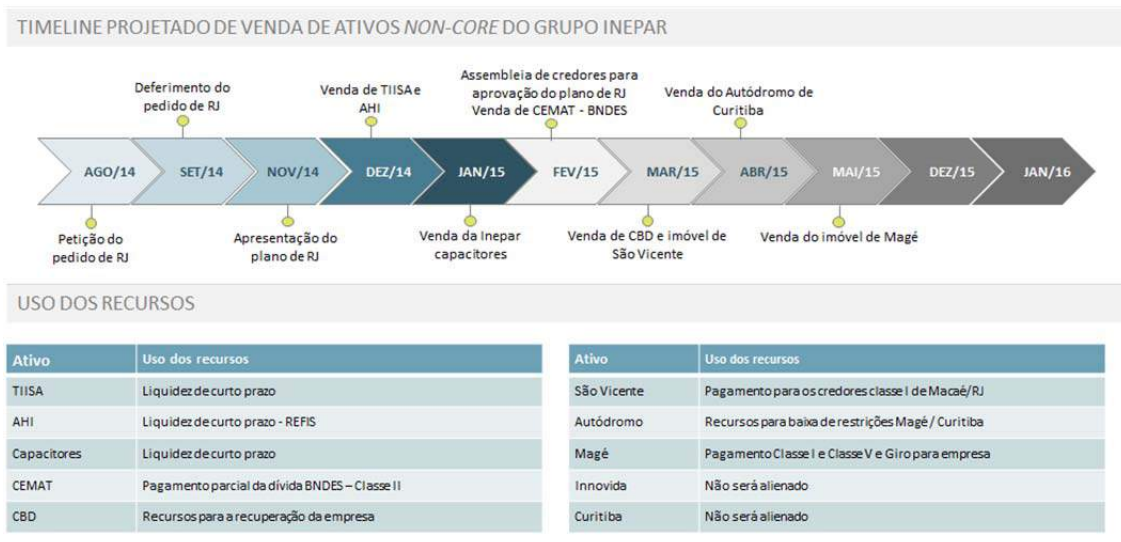 TIMELINE PROJETADO DE VENDA DE ATIVOS NON-CORE DO GRUPO INEPAR
Deferimento do
pedido de RJ
Venda de TIISA e
AHI
Assembleia de credores para
aprovação do plano de RJ
Venda de CEMAT - BNDES
Venda do Autódromo de
Curitiba
AGO/14
SET/14
NOV/14
DEZ/14
JAN/15
FEV/15
MAR/15
ABR/15
MAI/15
DEZ/15
JAN/16
Petição do
pedido de RJ
Apresentação do
plano de RJ
Venda da Inepar
capacitores
Venda de CBD e imóvel de
São Vicente
Venda do imóvel de Magé
USO DOS RECURSOS
Ativo Uso dos recursos
TIISA Liquidez de curto prazo
AHI Liquidez de curto prazo - REFIS
Capacitores Liquidez de curto prazo
CEMAT Pagamento parcial da dívida BNDES – Classe II
CBD Recursos para a recuperação da empresa
Ativo Uso dos recursos
São Vicente Pagamento para os credores classe I de Macaé/RJ
Autódromo Recursos para baixa de restrições Magé / Curitiba
Magé Pagamento Classe I e Classe V e Giro para empresa
Innovida Não será alienado
Curitiba Não será alienado